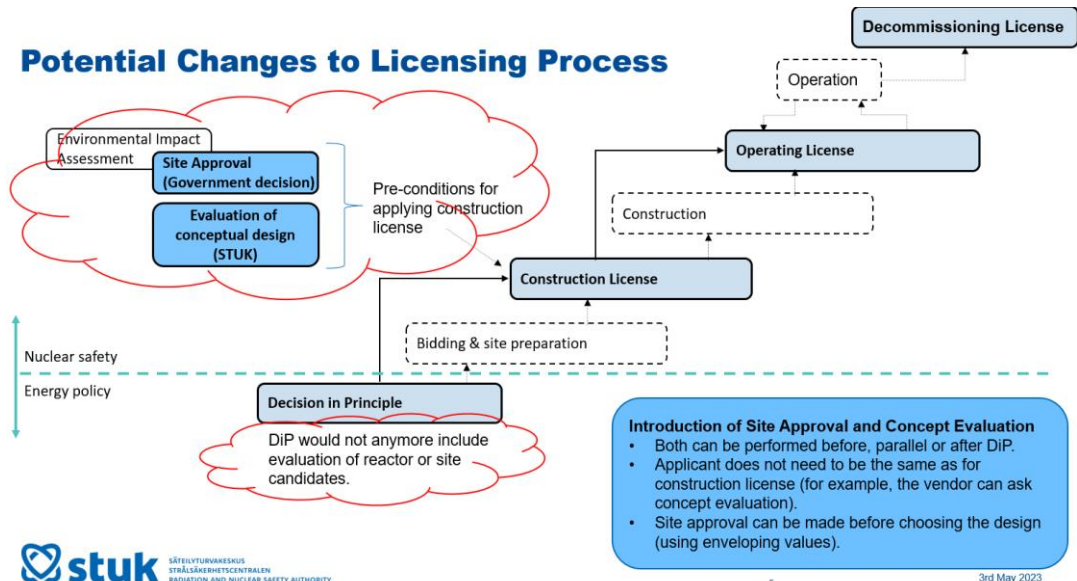 Potential Changes to Licensing Process
Decommissioning License
Operation
Operating License
Construction
Construction License
Bidding & site preparation
Environmental Impact
Assessment
Site Approval
(Government decision)
Evaluation of
conceptual design
(STUK)
Pre-conditions for
applying construction
license
Nuclear safety
Energy policy
Decision in Principle
DiP would not anymore include
evaluation of reactor or site
candidates.
Introduction of Site Approval and Concept Evaluation
• Both can be performed before, parallel or after DiP.
• Applicant does not need to be the same as for
construction license (for example, the vendor can ask
concept evaluation).
• Site approval can be made before choosing the design
(using enveloping values).
stuk
SÄTEILYTURVAKESKUS
STRÅLSÄKERHETSCENTRALEN
RADIATION AND NUCLEAR SAFETY AUTHORITY
3rd May 2023